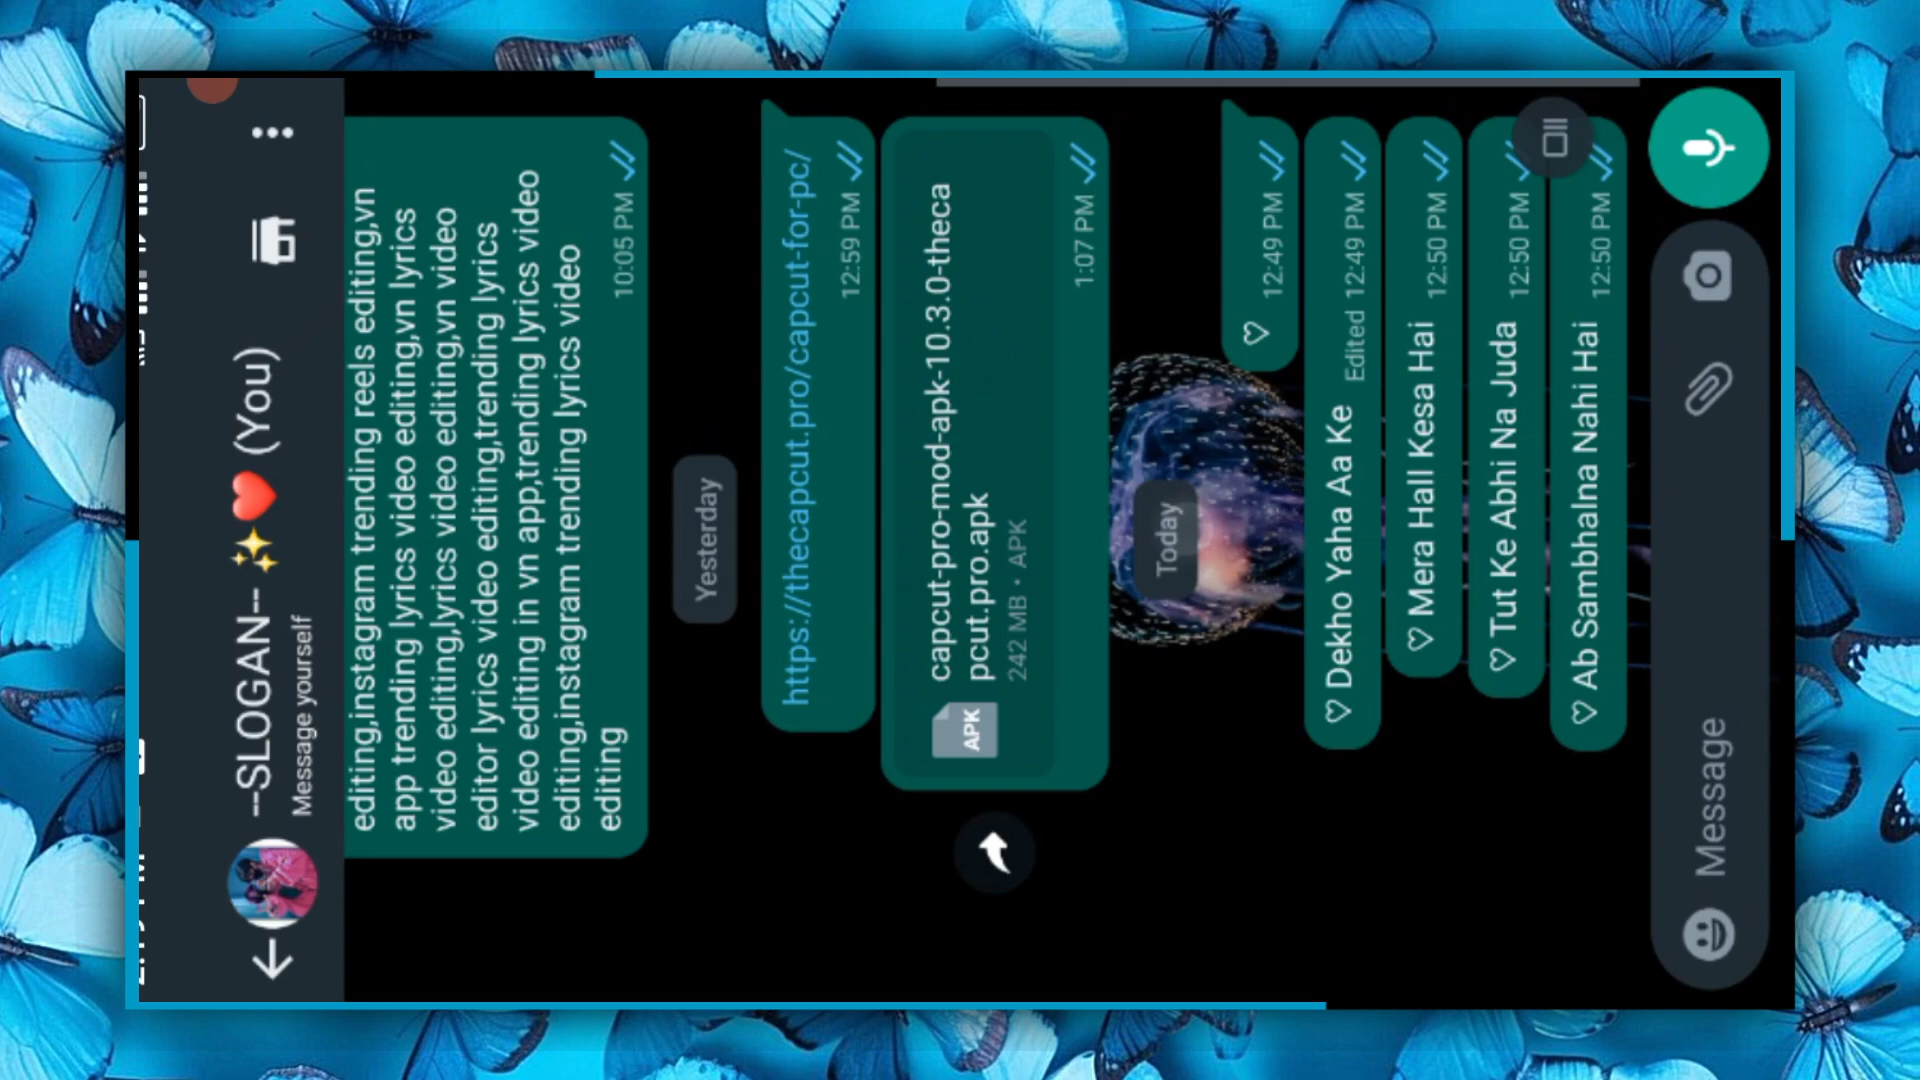 --SLOGAN-- ✨❤️ (You)
Message yourself
editing,instagram trending reels editing,vn
app trending lyrics video editing,vn lyrics
video editing,lyrics video editing,vn video
editor lyrics video editing,trending lyrics
video editing in vn app,trending lyrics video
editing,instagram trending lyrics video
editing
10:05 PM
Yesterday
https://thecapcut.pro/capcut-for-pc/
12:59 PM
capcut-pro-mod-apk-10.3.0-theca
pcut.pro.apk
242 MB • APK
APK
1:07 PM
Today
♡ 12:49 PM
♡ Dekho Yaha Aa Ke Edited 12:49 PM
♡ Mera Hall Kesa Hai 12:50 PM
♡ Tut Ke Abhi Na Juda 12:50 PM
♡ Ab Sambhalna Nahi Hai 12:50 PM
Message